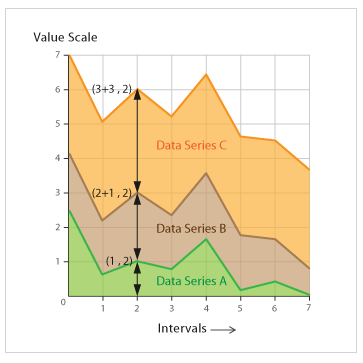 Value Scale
7
6
(3+3 , 2)
5
Data Series C
4
3
(2+1 , 2)
2
Data Series B
1
(1 , 2)
Data Series A
0
1 2 3 4 5 6 7
Intervals